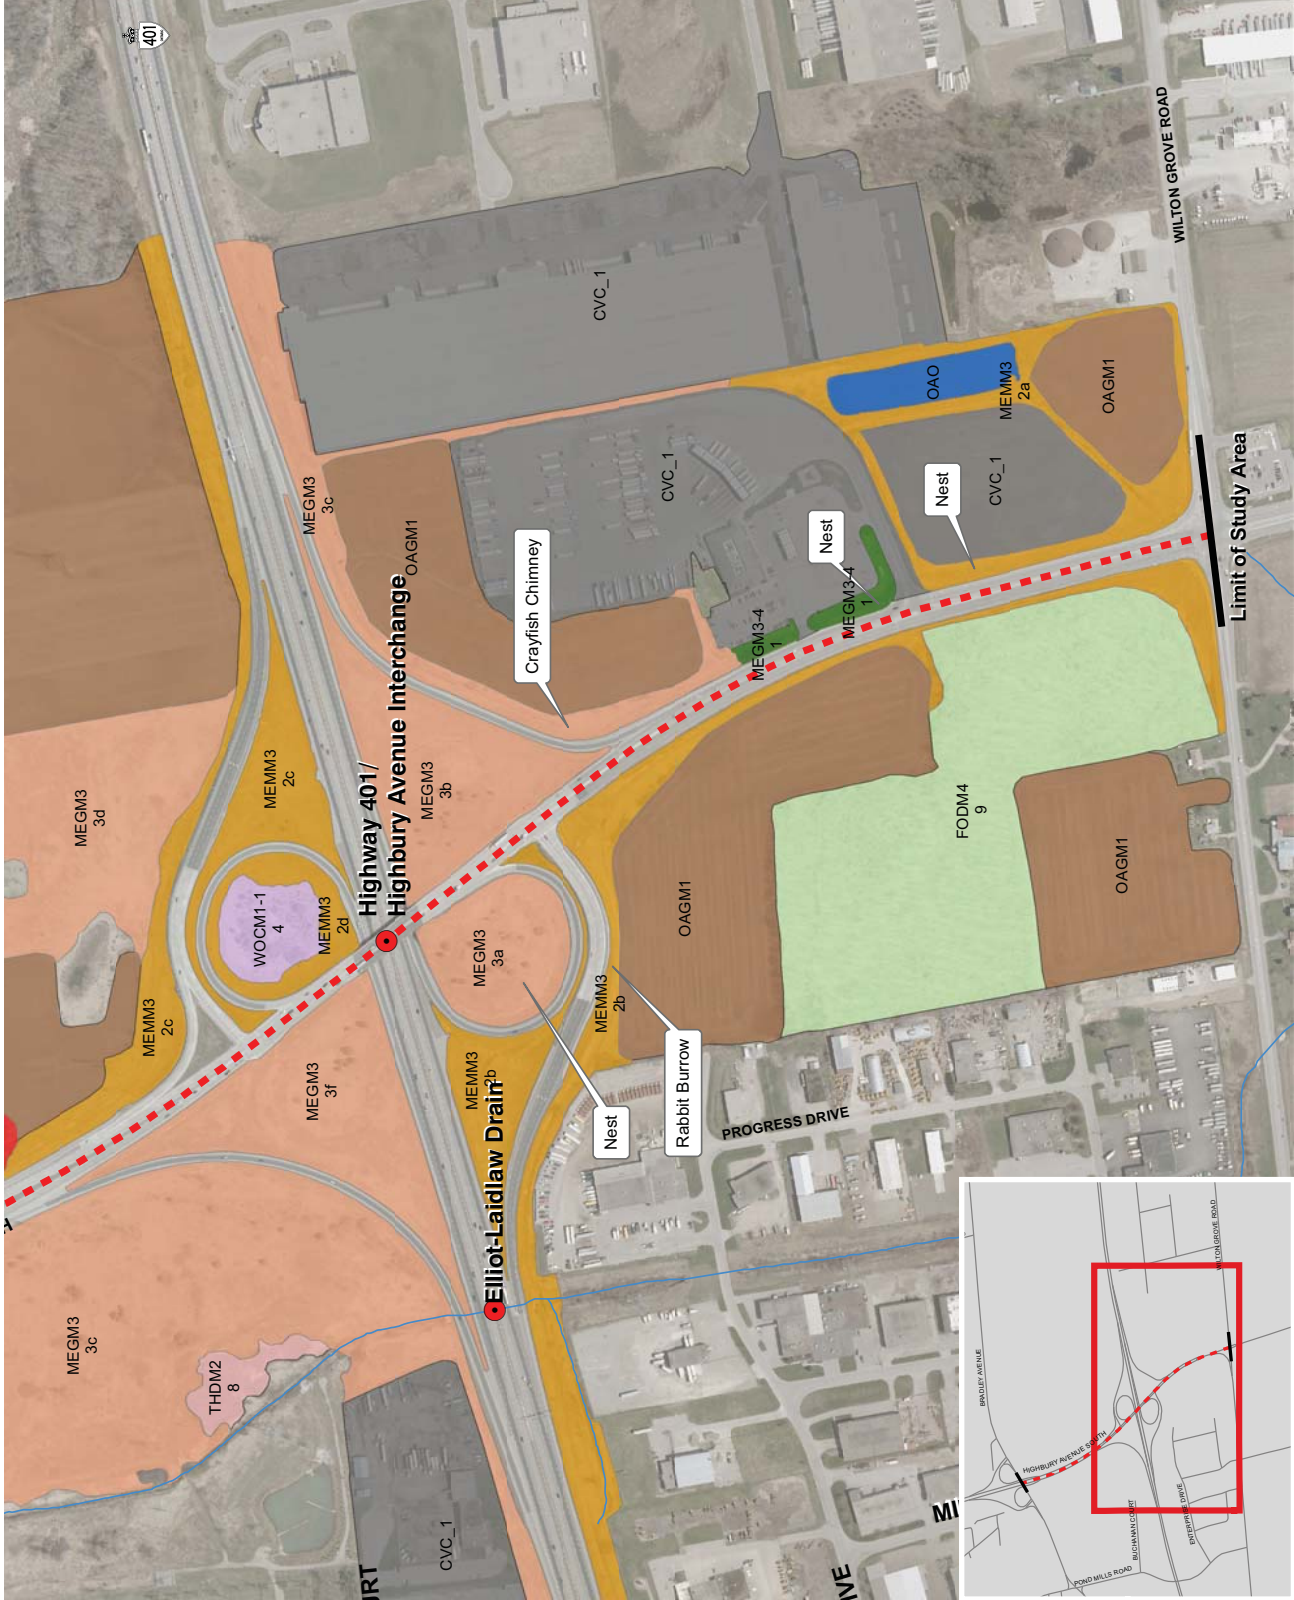 401
WILTON GROVE ROAD
CVC_1
OAO
MEMM3
2a
OAGM1
MEGM3
3c
OAGM1
CVC_1
CVC_1
Nest
Nest
Crayfish Chimney
MEGM3-4
1
MEGM3-4
1
Limit of Study Area
MEGM3
3d
MEMM3
2c
Highway 401/
Highbury Avenue Interchange
MEGM3
3b
FODM4
9
OAGM1
WOCM1-1
4
MEMM3
2d
MEGM3
3a
OAGM1
MEMM3
2c
MEMM3
2b
MEGM3
3f
MEMM3
2b
Elliot-Laidlaw Drain
Nest
Rabbit Burrow
PROGRESS DRIVE
H
MEGM3
3c
THDM2
8
CVC_1
URT
IVE
MI
BRADLEY AVENUE
HIGHBURY AVENUE SOUTH
WILTON GROVE ROAD
BUCHANAN COURT
ENTERPRISE DRIVE
POND MILLS ROAD